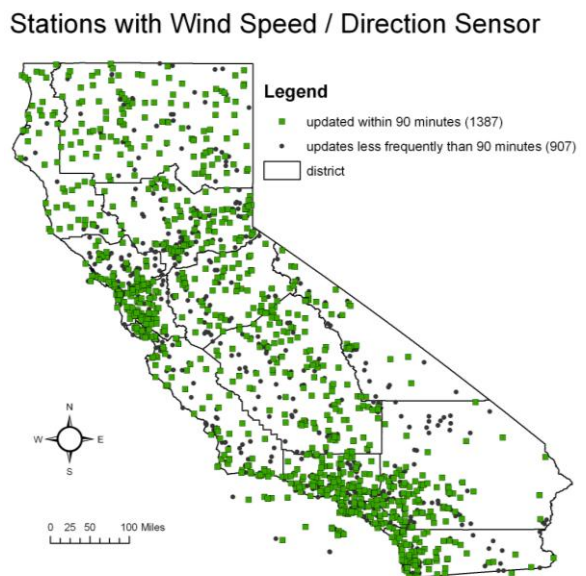 Stations with Wind Speed / Direction Sensor
Legend
updated within 90 minutes (1387)
updates less frequently than 90 minutes (907)
district
N
W E
S
0 25 50 100 Miles